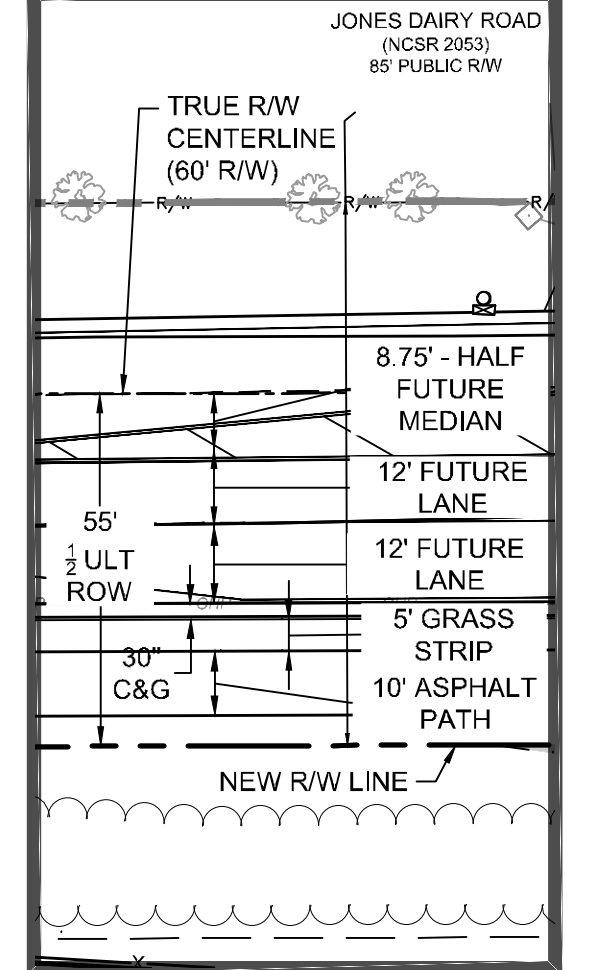 JONES DAIRY ROAD
(NCSR 2053)
85' PUBLIC R/W
TRUE R/W
CENTERLINE
(60' R/W)
R/W R/W R/
8.75' - HALF
FUTURE
MEDIAN
12' FUTURE
LANE
55'
1/2 ULT
ROW
12' FUTURE
LANE
5' GRASS
STRIP
30"
C&G
10' ASPHALT
PATH
NEW R/W LINE
X